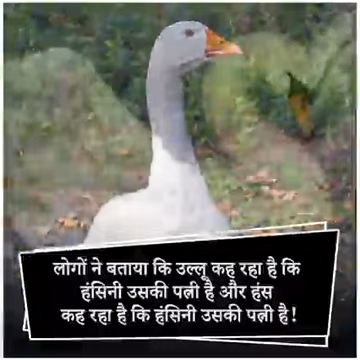 लोगों ने बताया कि उल्लू कह रहा है कि
हंसिनी उसकी पत्नी है और हंस
कह रहा है कि हंसिनी उसकी पत्नी है!